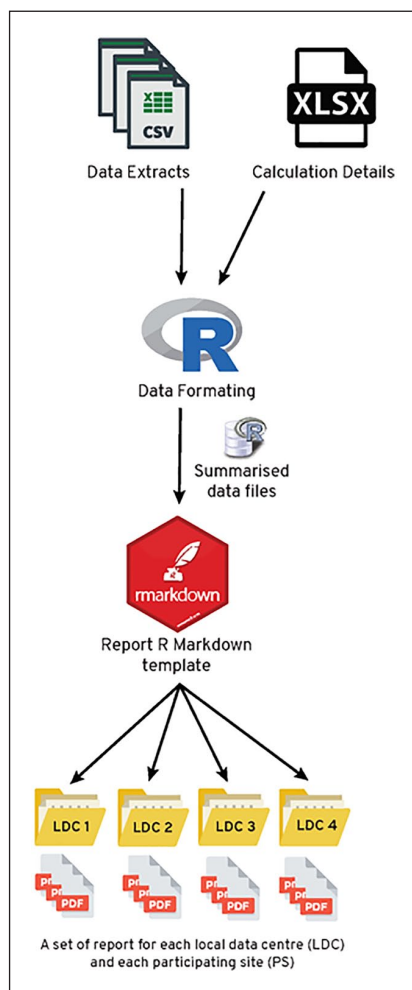 CSV
XLSX
Data Extracts
Calculation Details
R
Data Formating
R
Summarised
data files
rmarkdown
Report R Markdown
template
LDC 1
LDC 2
LDC 3
LDC 4
PDF
PDF
PDF
PDF
A set of report for each local data centre (LDC)
and each participating site (PS)